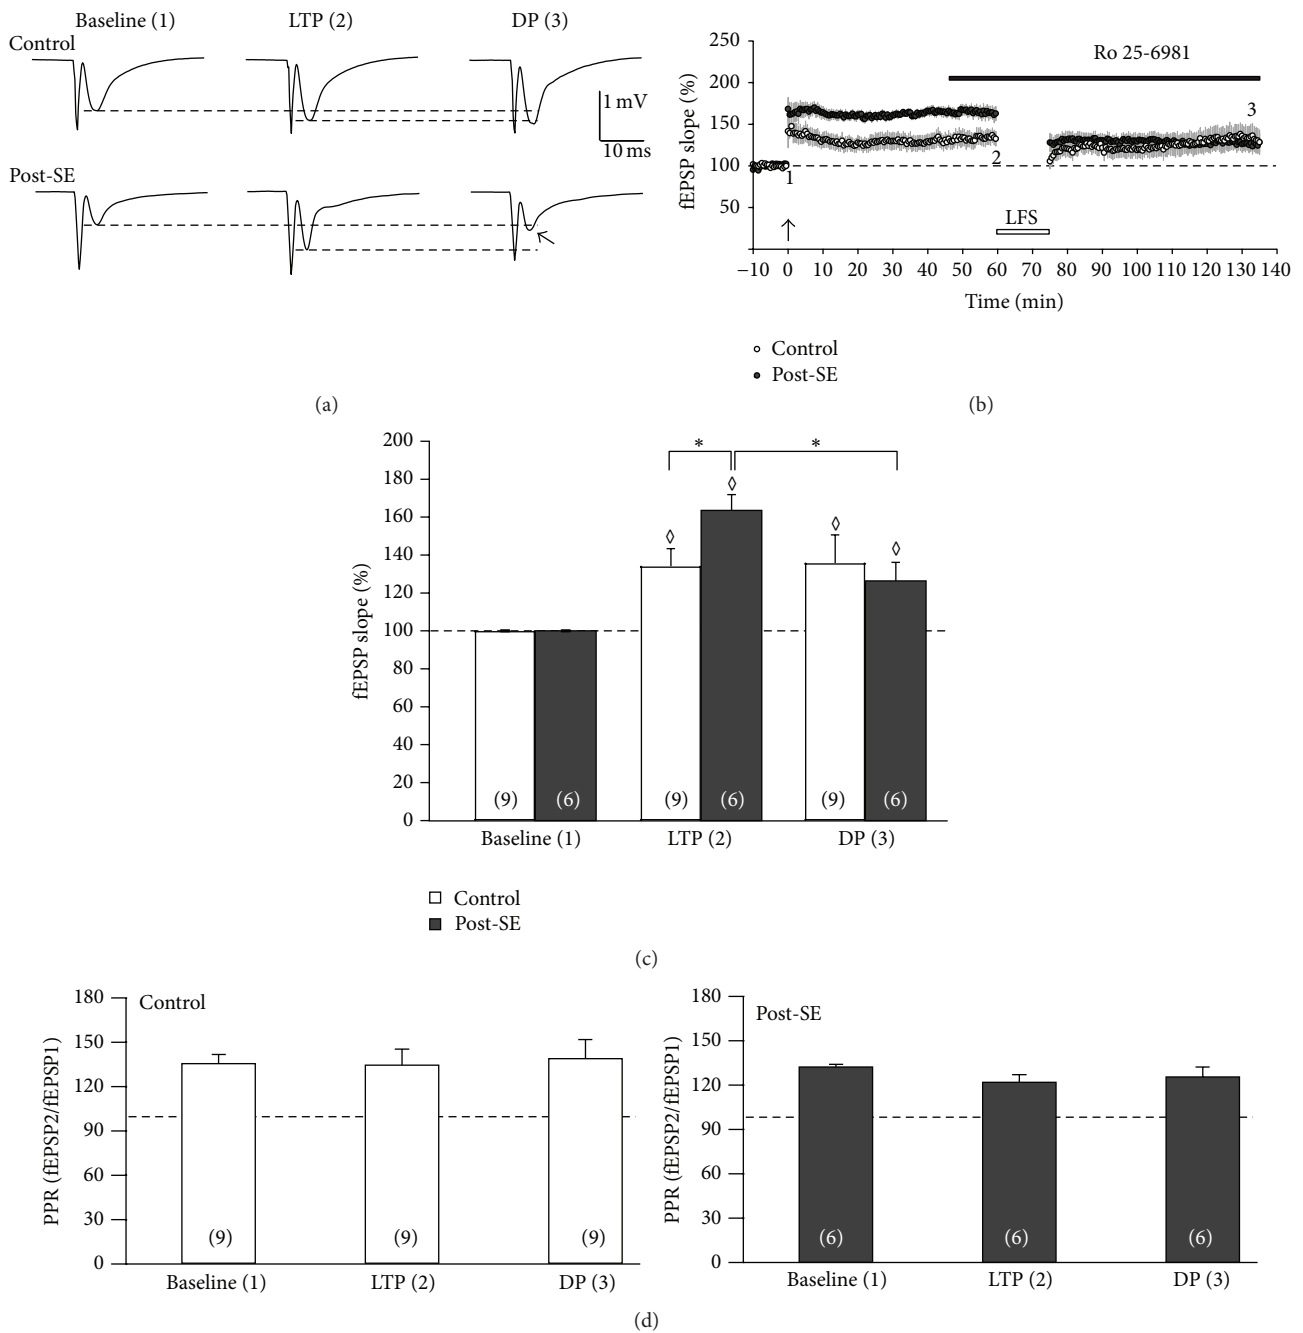 Baseline (1)
LTP (2)
DP (3)
Control
1 mV
10 ms
Post-SE
(a)
fEPSP slope (%)
250
200
150
100
50
Ro 25-6981
1
2
3
LFS
−10 0 10 20 30 40 50 60 70 80 90 100 110 120 130 140
Time (min)
Control
Post-SE
(b)
fEPSP slope (%)
200
180
160
140
120
100
80
60
40
20
0
* *
◊ ◊ ◊ ◊
(9) (6) (9) (6) (9) (6)
Baseline (1) LTP (2) DP (3)
Control
Post-SE
(c)
PPR (fEPSP2/fEPSP1)
180
150
120
90
60
30
0
Control
(9) (9) (9)
Baseline (1) LTP (2) DP (3)
PPR (fEPSP2/fEPSP1)
180
150
120
90
60
30
0
Post-SE
(6) (6) (6)
Baseline (1) LTP (2) DP (3)
(d)